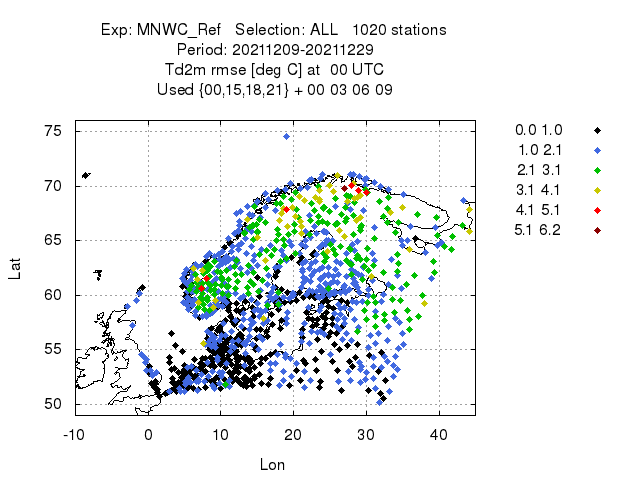 Exp: MNWC_Ref Selection: ALL 1020 stations
Period: 20211209-20211229
Td2m rmse [deg C] at 00 UTC
Used {00,15,18,21} + 00 03 06 09
0.0 1.0
1.0 2.1
2.1 3.1
3.1 4.1
4.1 5.1
5.1 6.2
75
70
65
60
55
50
Lat
-10 0 10 20 30 40
Lon